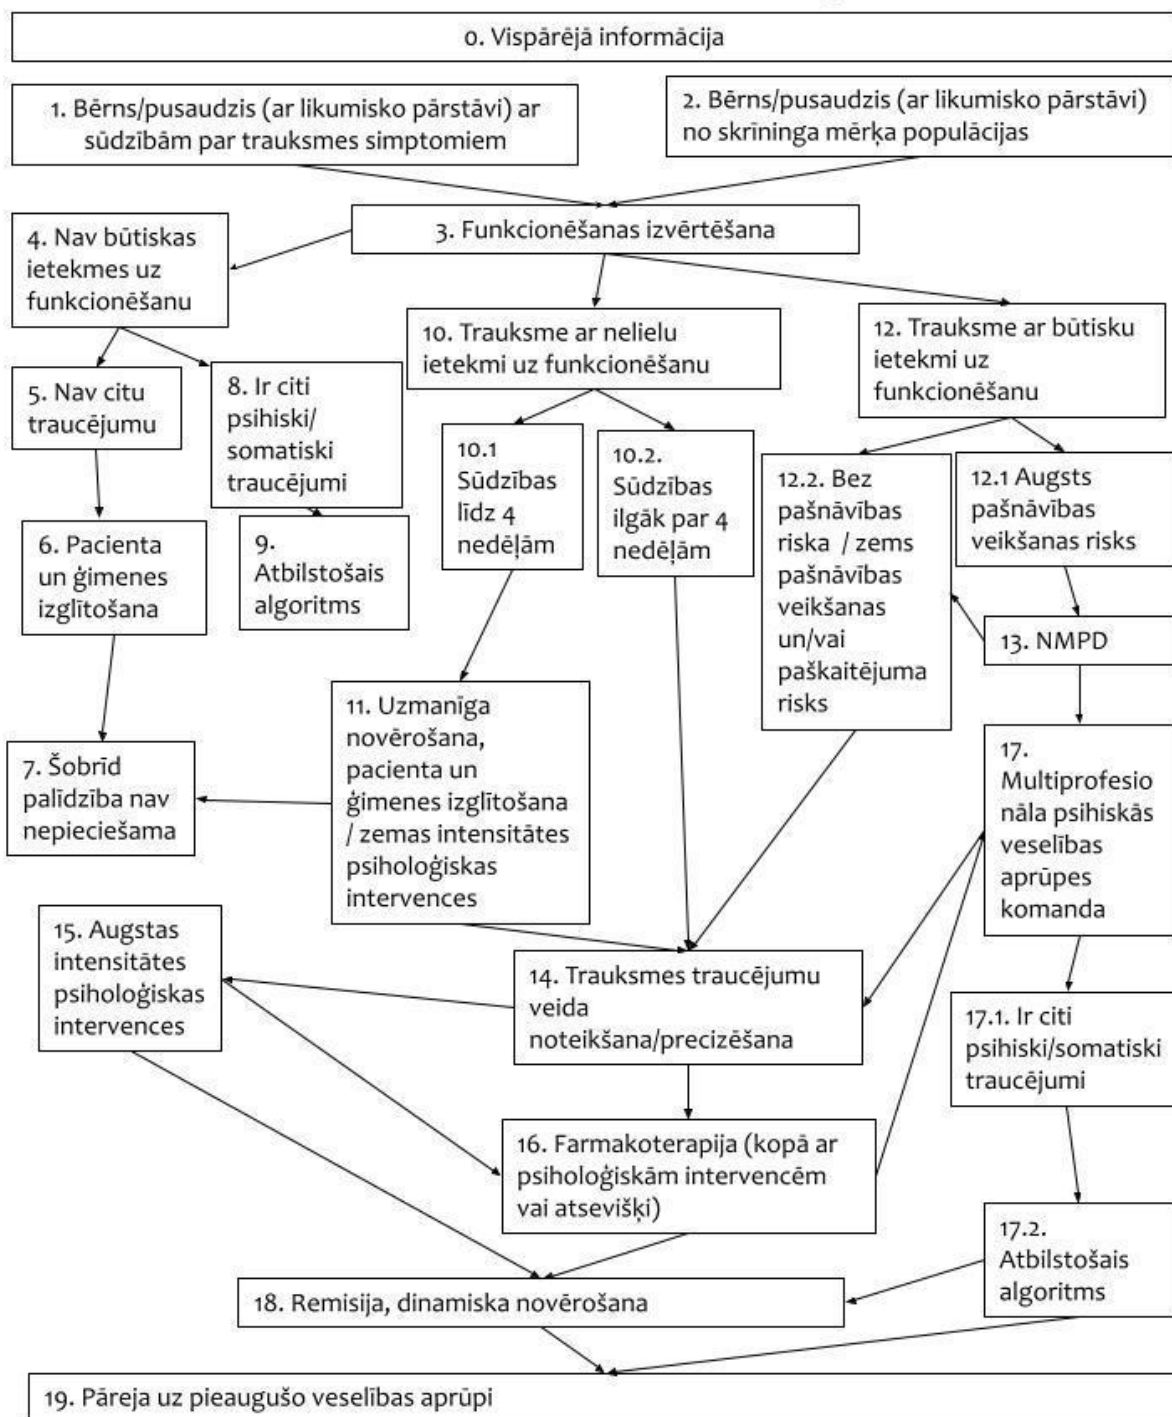 0. Vispārējā informācija
1. Bērns/pusaudzis (ar likumisko pārstāvi) ar
sūdzībām par trauksmes simptomiem
2. Bērns/pusaudzis (ar likumisko pārstāvi)
no skrīninga mērķa populācijas
3. Funkcionēšanas izvērtēšana
4. Nav būtiskas
ietekmes uz
funkcionēšanu
10. Trauksme ar nelielu
ietekmi uz funkcionēšanu
12. Trauksme ar būtisku
ietekmi uz
funkcionēšanu
5. Nav citu
traucējumu
8. Ir citi
psihiski/
somatiski
traucējumi
10.1
Sūdzības
līdz 4
nedēļām
10.2.
Sūdzības
ilgāk par 4
nedēļām
12.2. Bez
pašnāvības
riska / zems
pašnāvības
veikšanas
un/vai
paškaitējuma
risks
12.1 Augsts
pašnāvības
veikšanas risks
6. Pacienta
un ģimenes
izglītošana
9.
Atbilstošais
algoritms
13. NMPD
11. Uzmanīga
novērošana,
pacienta un
ģimenes izglītošana
/ zemas intensitātes
psiholoģiskas
intervences
7. Šobrīd
palīdzība nav
nepieciešama
17.
Multiprofesio
nāla psihiskās
veselības
aprūpes
komanda
15. Augstas
intensitātes
psiholoģiskas
intervences
14. Trauksmes traucējumu
veida
noteikšana/precizēšana
17.1. Ir citi
psihiski/somatiski
traucējumi
16. Farmakoterapija (kopā ar
psiholoģiskām intervencēm
vai atsevišķi)
17.2.
Atbilstošais
algoritms
18. Remisija, dinamiska novērošana
19. Pāreja uz pieaugušo veselības aprūpi